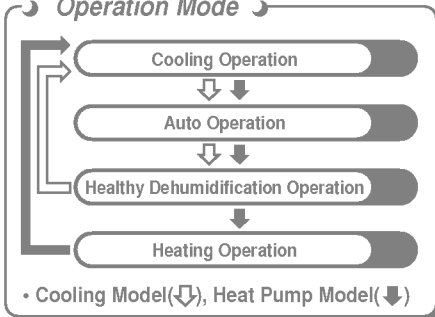 Operation Mode
Cooling Operation
Auto Operation
Healthy Dehumidification Operation
Heating Operation
• Cooling Model(⇩), Heat Pump Model(⬇)